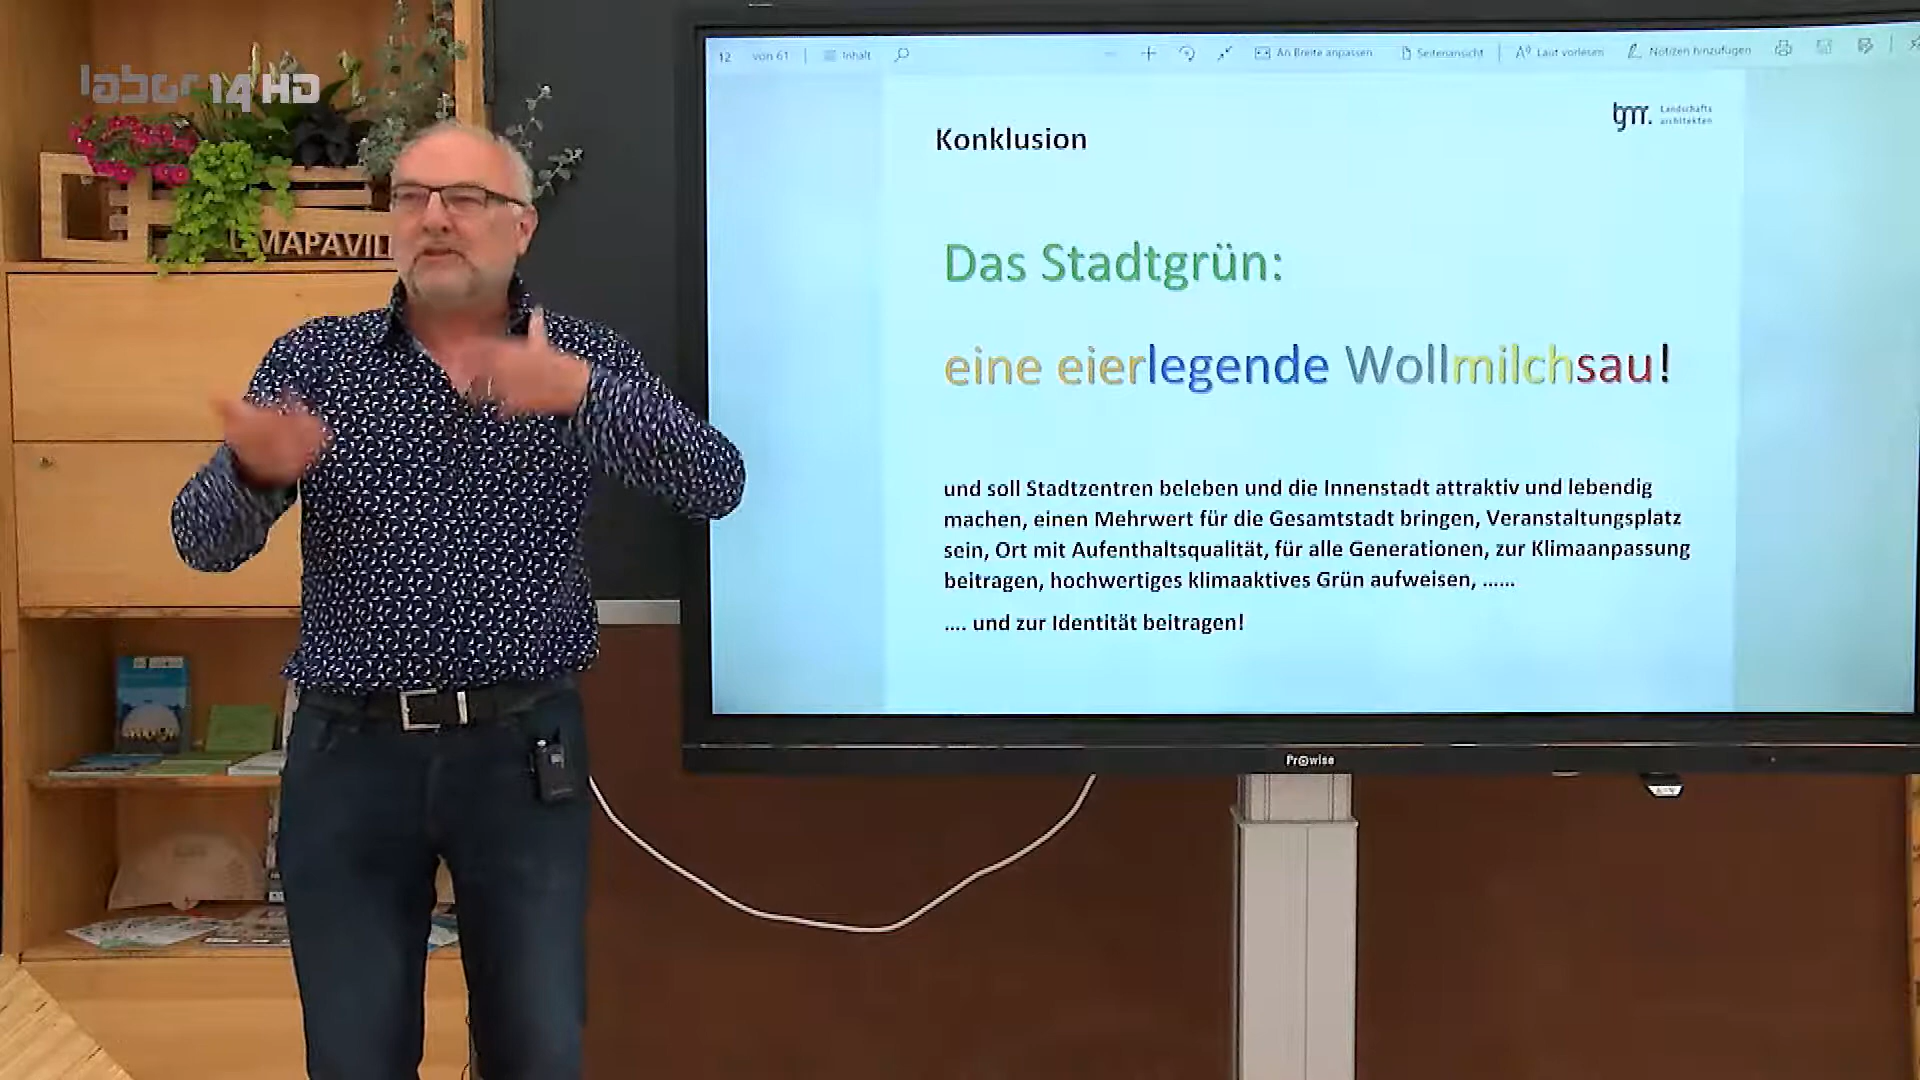 labor 14 HD
MAPAVIL
12 von 61 Inhalt An Breite anpassen Seitenansicht Laut vorlesen Notizen hinzufügen
gmr. Landschafts
architekten
Konklusion
Das Stadtgrün:
eine eierlegende Wollmilchsau!
und soll Stadtzentren beleben und die Innenstadt attraktiv und lebendig
machen, einen Mehrwert für die Gesamtstadt bringen, Veranstaltungsplatz
sein, Ort mit Aufenthaltsqualität, für alle Generationen, zur Klimaanpassung
beitragen, hochwertiges klimaaktives Grün aufweisen, ......
.... und zur Identität beitragen!
Prowise